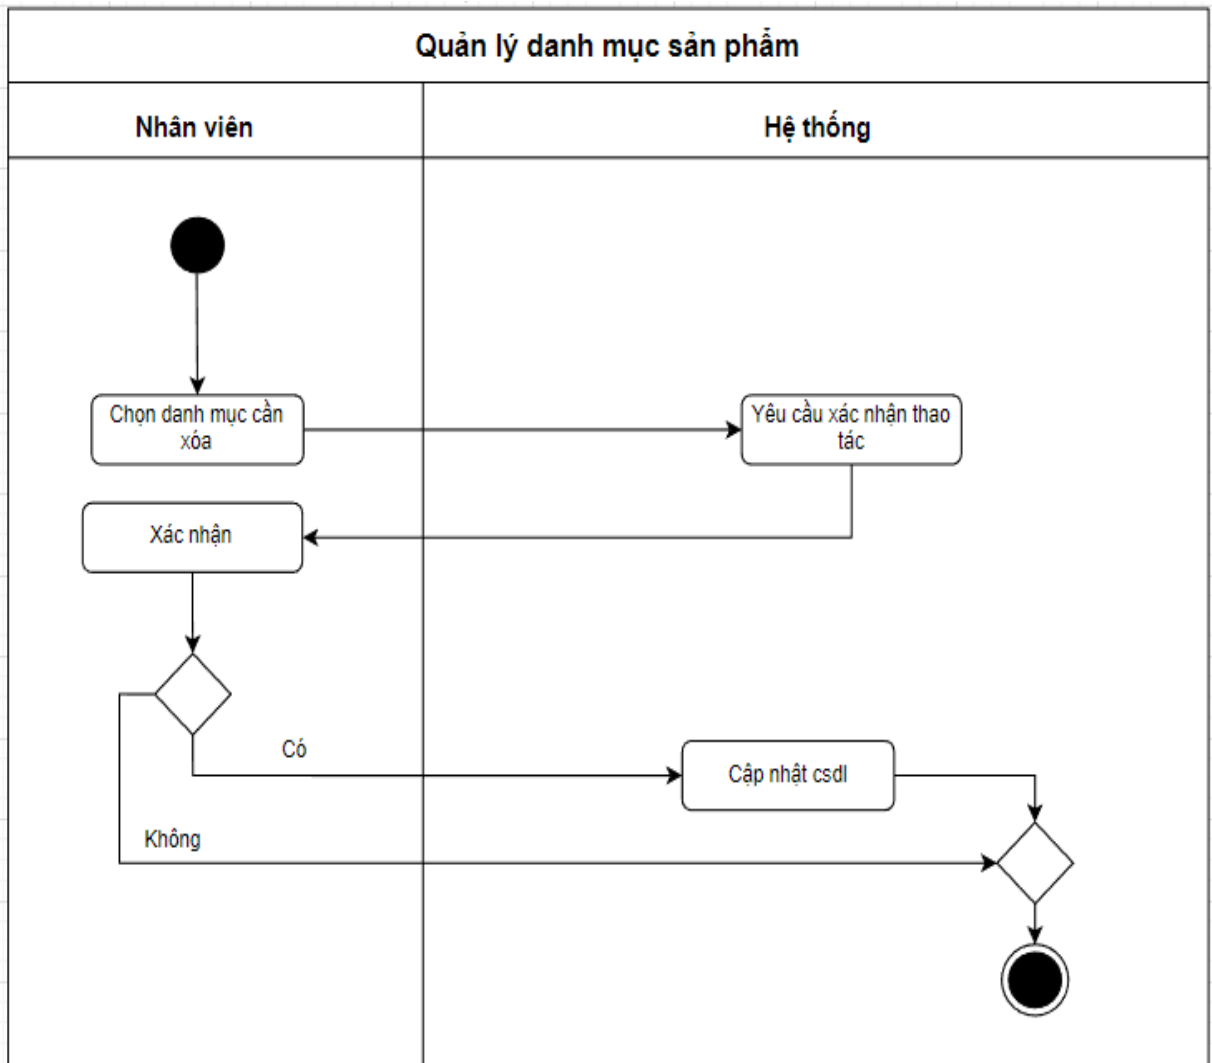 Quản lý danh mục sản phẩm
Nhân viên
Hệ thống
Chọn danh mục cần
xóa
Yêu cầu xác nhận thao
tác
Xác nhận
Có
Cập nhật csdl
Không